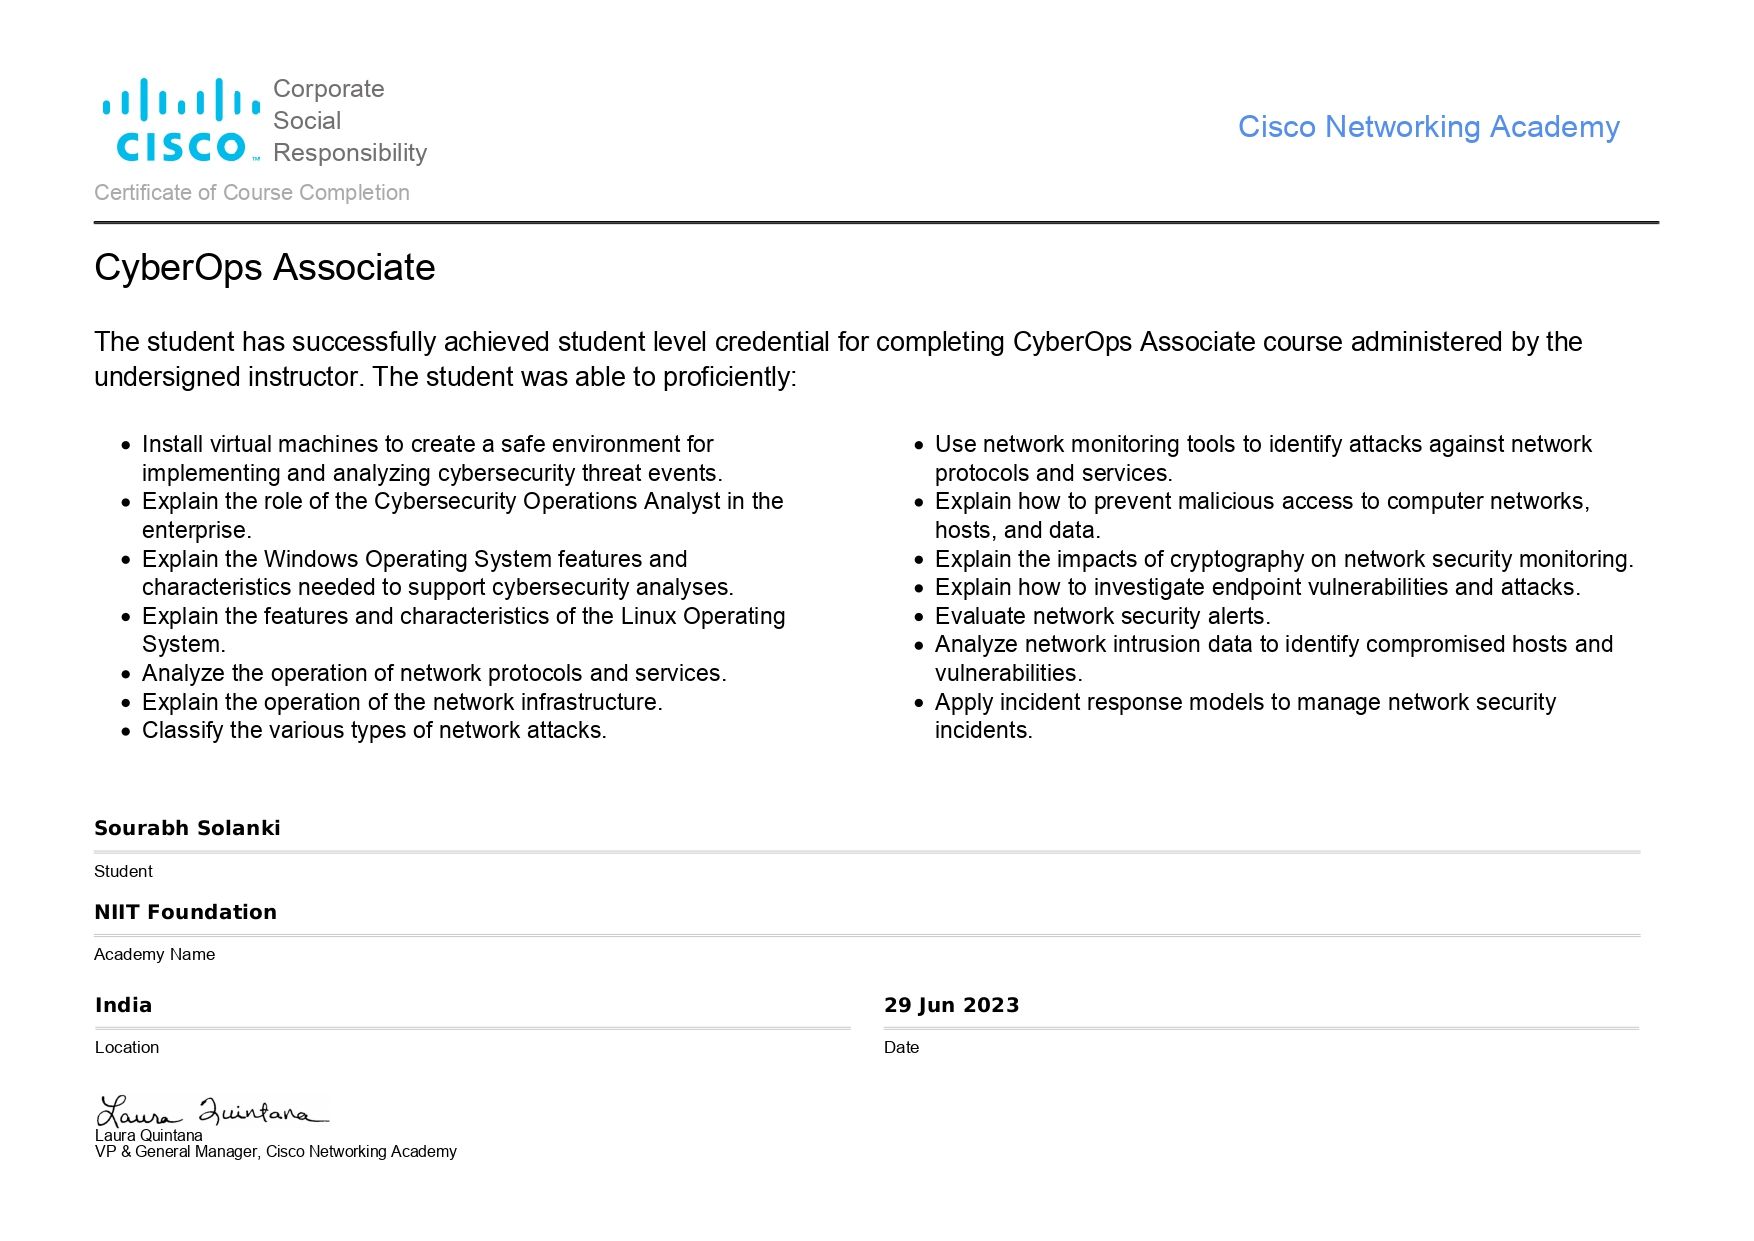 CISCO™
Corporate
Social
Responsibility
Cisco Networking Academy
Certificate of Course Completion
CyberOps Associate
The student has successfully achieved student level credential for completing CyberOps Associate course administered by the
undersigned instructor. The student was able to proficiently:
• Install virtual machines to create a safe environment for
implementing and analyzing cybersecurity threat events.
• Explain the role of the Cybersecurity Operations Analyst in the
enterprise.
• Explain the Windows Operating System features and
characteristics needed to support cybersecurity analyses.
• Explain the features and characteristics of the Linux Operating
System.
• Analyze the operation of network protocols and services.
• Explain the operation of the network infrastructure.
• Classify the various types of network attacks.
• Use network monitoring tools to identify attacks against network
protocols and services.
• Explain how to prevent malicious access to computer networks,
hosts, and data.
• Explain the impacts of cryptography on network security monitoring.
• Explain how to investigate endpoint vulnerabilities and attacks.
• Evaluate network security alerts.
• Analyze network intrusion data to identify compromised hosts and
vulnerabilities.
• Apply incident response models to manage network security
incidents.
Sourabh Solanki
Student
NIIT Foundation
Academy Name
India
Location
29 Jun 2023
Date
Laura Quintana
Laura Quintana
VP & General Manager, Cisco Networking Academy